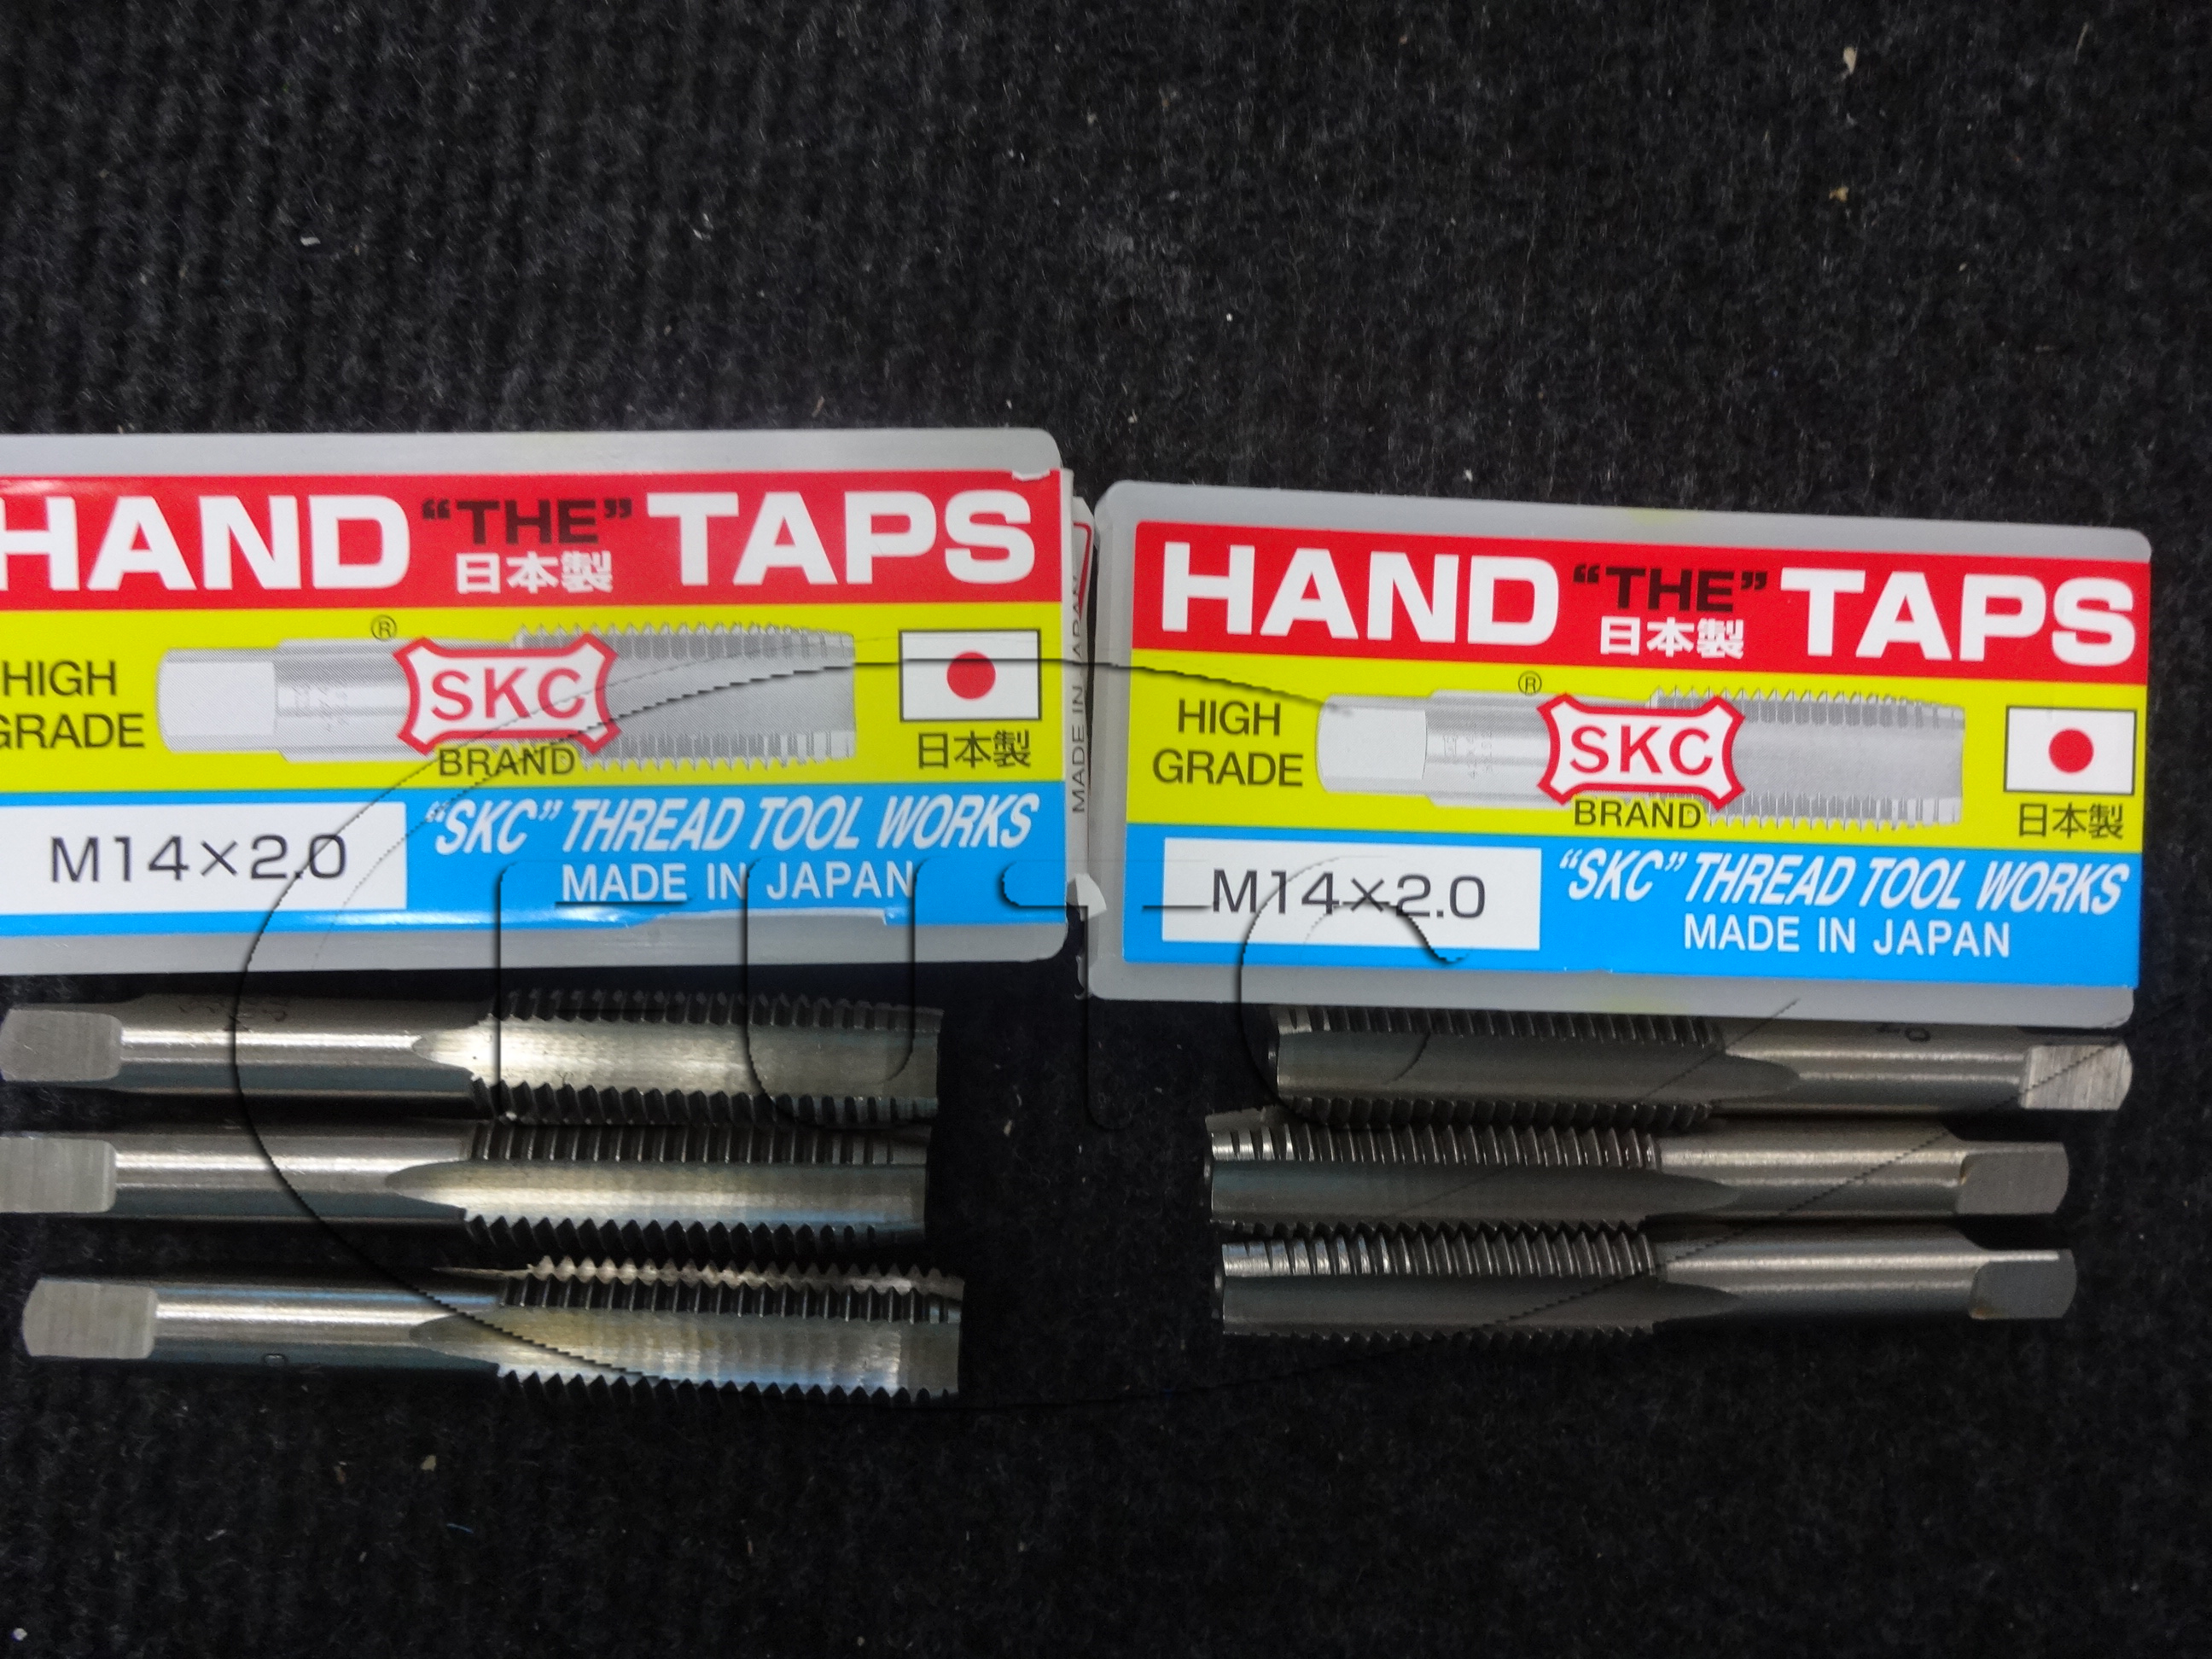 HAND "THE" TAPS
日本製
HIGH
GRADE
®
SKC
BRAND
日本製
M14×2.0
"SKC" THREAD TOOL WORKS
MADE IN JAPAN
MADE IN JAPAN
HAND "THE" TAPS
日本製
HIGH
GRADE
®
SKC
BRAND
日本製
M14×2.0
"SKC" THREAD TOOL WORKS
MADE IN JAPAN